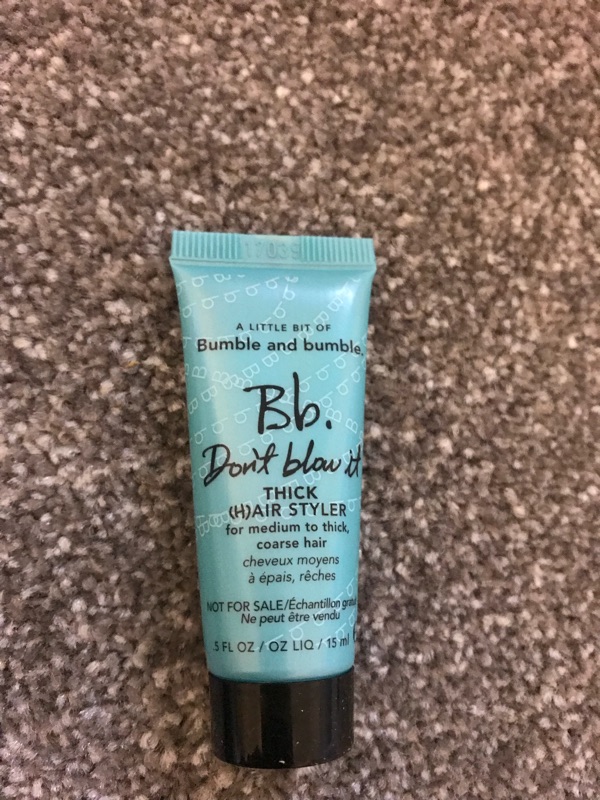 17039
A LITTLE BIT OF
Bumble and bumble.
Bb.
Don't blow it
THICK
(H)AIR STYLER
for medium to thick,
coarse hair
cheveux moyens
à épais, rêches
NOT FOR SALE/Échantillon gratuit
Ne peut être vendu
.5 FL OZ / OZ LIQ / 15 ml